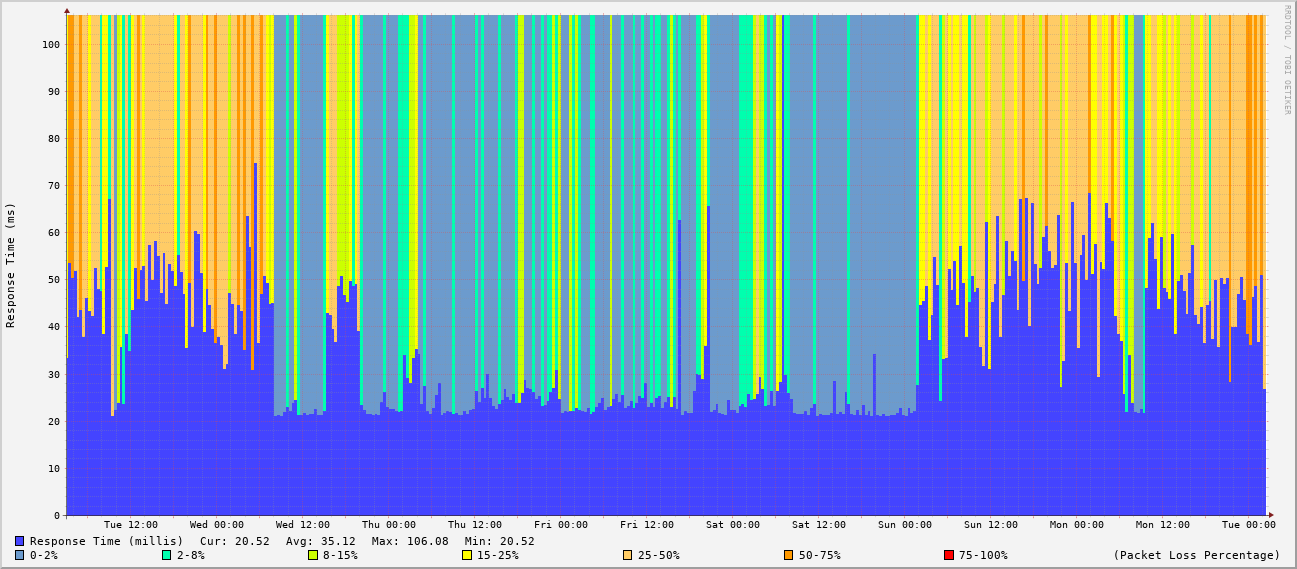 RRDTOOL / TOBI OETIKER
Response Time (ms)
100
90
80
70
60
50
40
30
20
10
0
Tue 12:00 Wed 00:00 Wed 12:00 Thu 00:00 Thu 12:00 Fri 00:00 Fri 12:00 Sat 00:00 Sat 12:00 Sun 00:00 Sun 12:00 Mon 00:00 Mon 12:00 Tue 00:00
Response Time (millis) Cur: 20.52 Avg: 35.12 Max: 106.08 Min: 20.52
0-2% 2-8% 8-15% 15-25% 25-50% 50-75% 75-100% (Packet Loss Percentage)